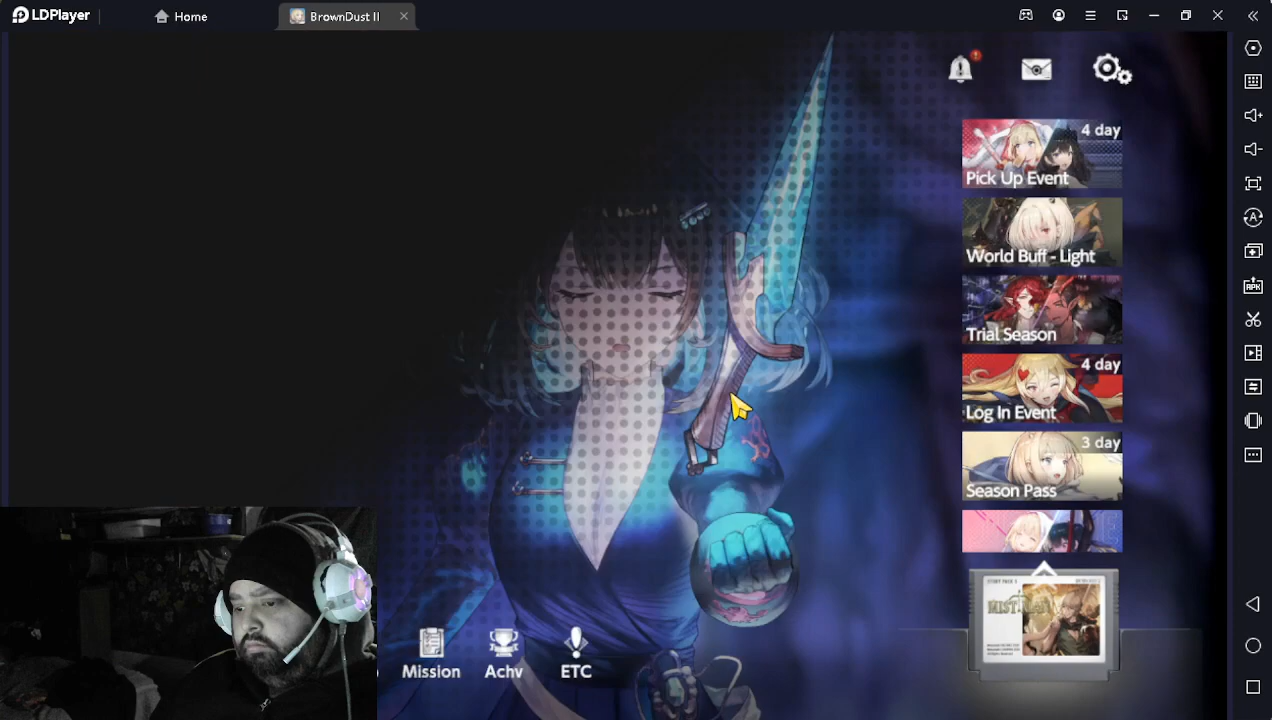 LDPlayer
Home
BrownDust II
4 day
Pick Up Event
World Buff - Light
Trial Season
4 day
Log In Event
3 day
Season Pass
Mission
Achv
ETC
A
APK